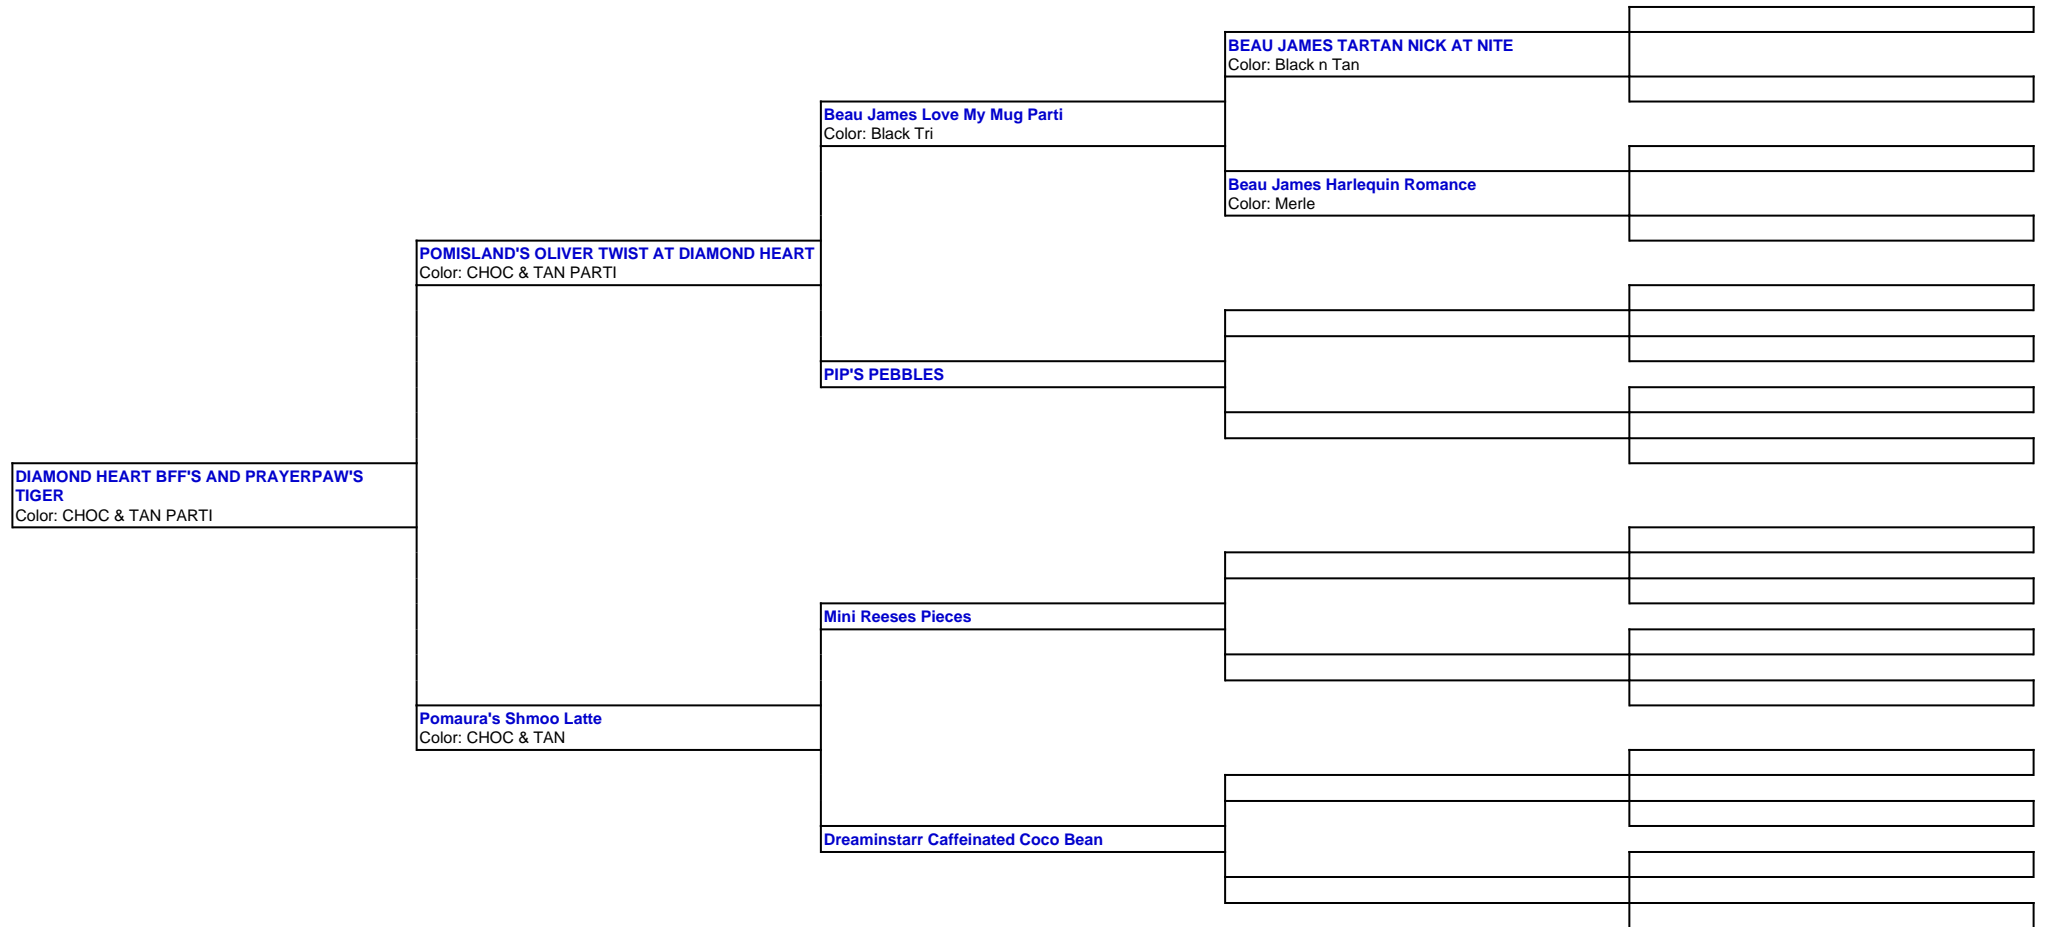 BEAU JAMES TARTAN NICK AT NITE
Color: Black n Tan
Beau James Love My Mug Parti
Color: Black Tri
Beau James Harlequin Romance
Color: Merle
POMISLAND'S OLIVER TWIST AT DIAMOND HEART
Color: CHOC & TAN PARTI
PIP'S PEBBLES
DIAMOND HEART BFF'S AND PRAYERPAW'S
TIGER
Color: CHOC & TAN PARTI
Mini Reeses Pieces
Pomaura's Shmoo Latte
Color: CHOC & TAN
Dreaminstarr Caffeinated Coco Bean